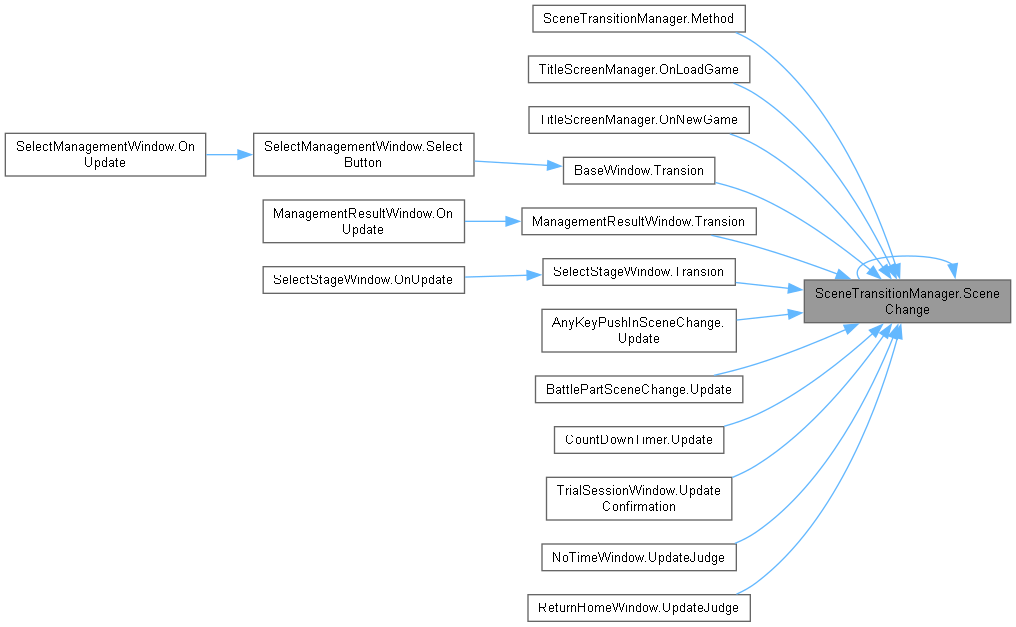 SceneTransitionManager.Method
TitleScreenManager.OnLoadGame
TitleScreenManager.OnNewGame
SelectManagementWindow.On
Update
SelectManagementWindow.Select
Button
BaseWindow.Transion
ManagementResultWindow.On
Update
ManagementResultWindow.Transion
SelectStageWindow.OnUpdate
SelectStageWindow.Transion
SceneTransitionManager.Scene
Change
AnyKeyPushInSceneChange.
Update
BattlePartSceneChange.Update
CountDownTimer.Update
TrialSessionWindow.Update
Confirmation
NoTimeWindow.UpdateJudge
ReturnHomeWindow.UpdateJudge